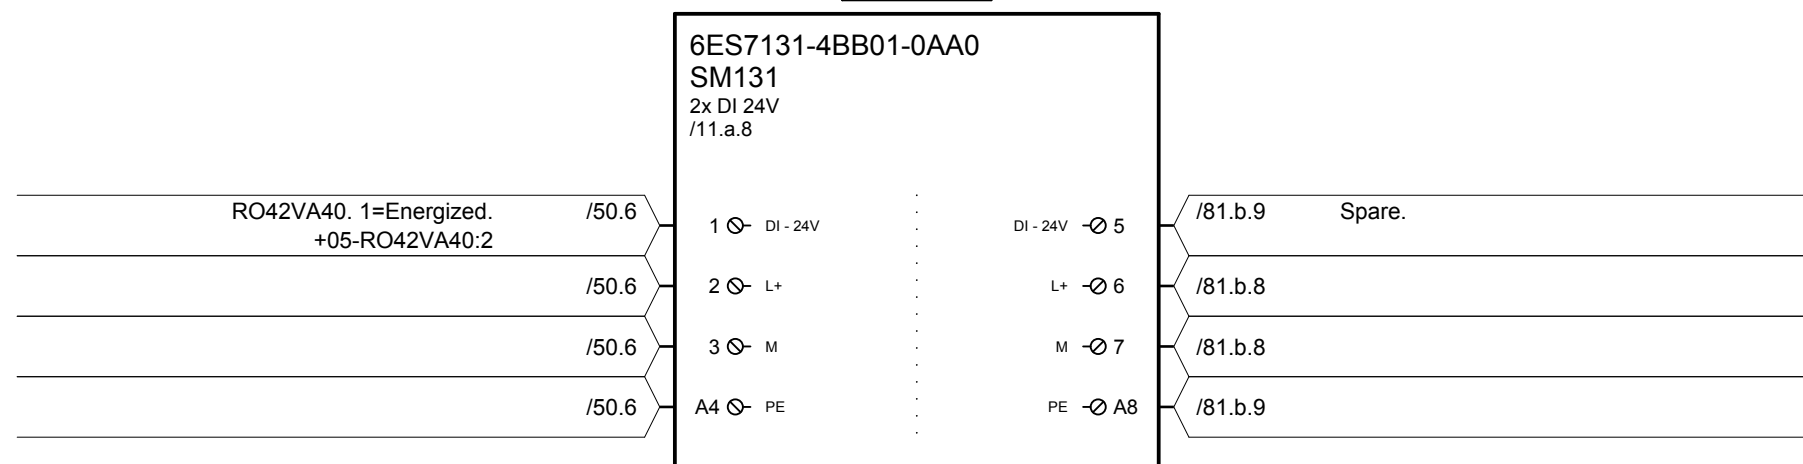 6ES7131-4BB01-0AA0
SM131
2x DI 24V
/11.a.8
RO42VA40. 1=Energized. /50.6 1 DI - 24V DI - 24V 5 /81.b.9 Spare.
+05-RO42VA40:2
/50.6 2 L+ L+ 6 /81.b.8
/50.6 3 M M 7 /81.b.8
/50.6 A4 PE PE A8 /81.b.9